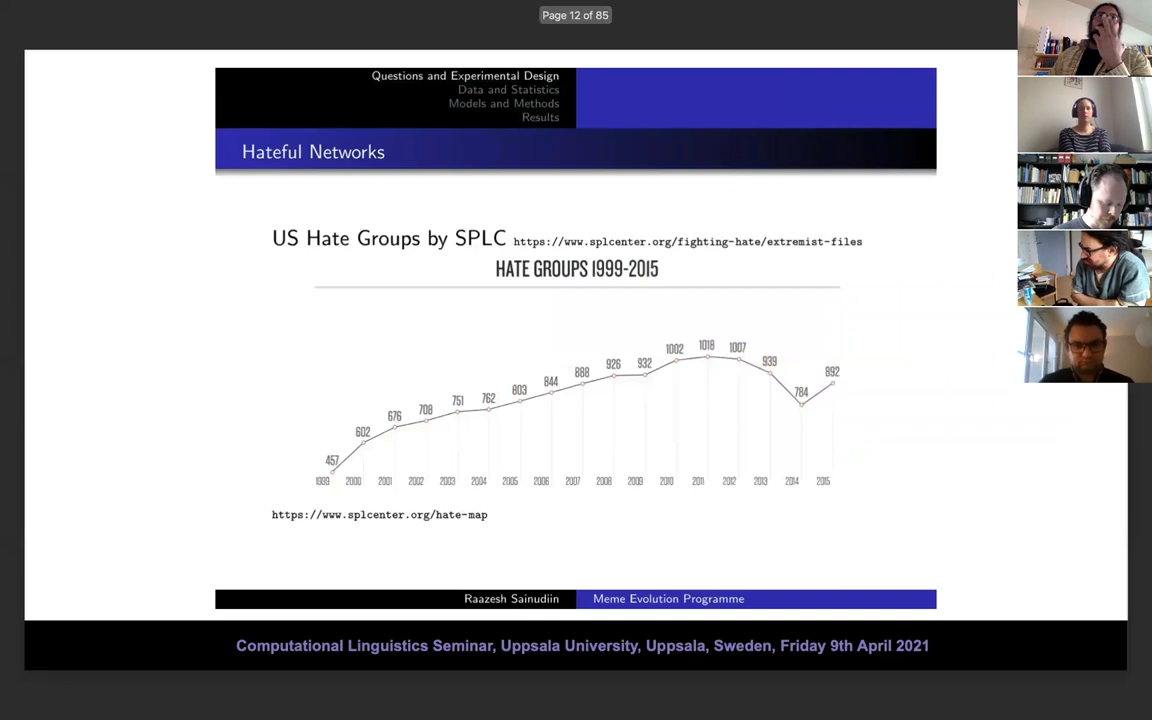 Page 12 of 85
Questions and Experimental Design
Data and Statistics
Models and Methods
Results
Hateful Networks
US Hate Groups by SPLC https://www.splcenter.org/fighting-hate/extremist-files
HATE GROUPS 1999-2015
457 602 676 708 751 762 803 844 888 926 932 1002 1018 1007 939 784 892
1999 2000 2001 2002 2003 2004 2005 2006 2007 2008 2009 2010 2011 2012 2013 2014 2015
https://www.splcenter.org/hate-map
Raazesh Sainudiin Meme Evolution Programme
Computational Linguistics Seminar, Uppsala University, Uppsala, Sweden, Friday 9th April 2021